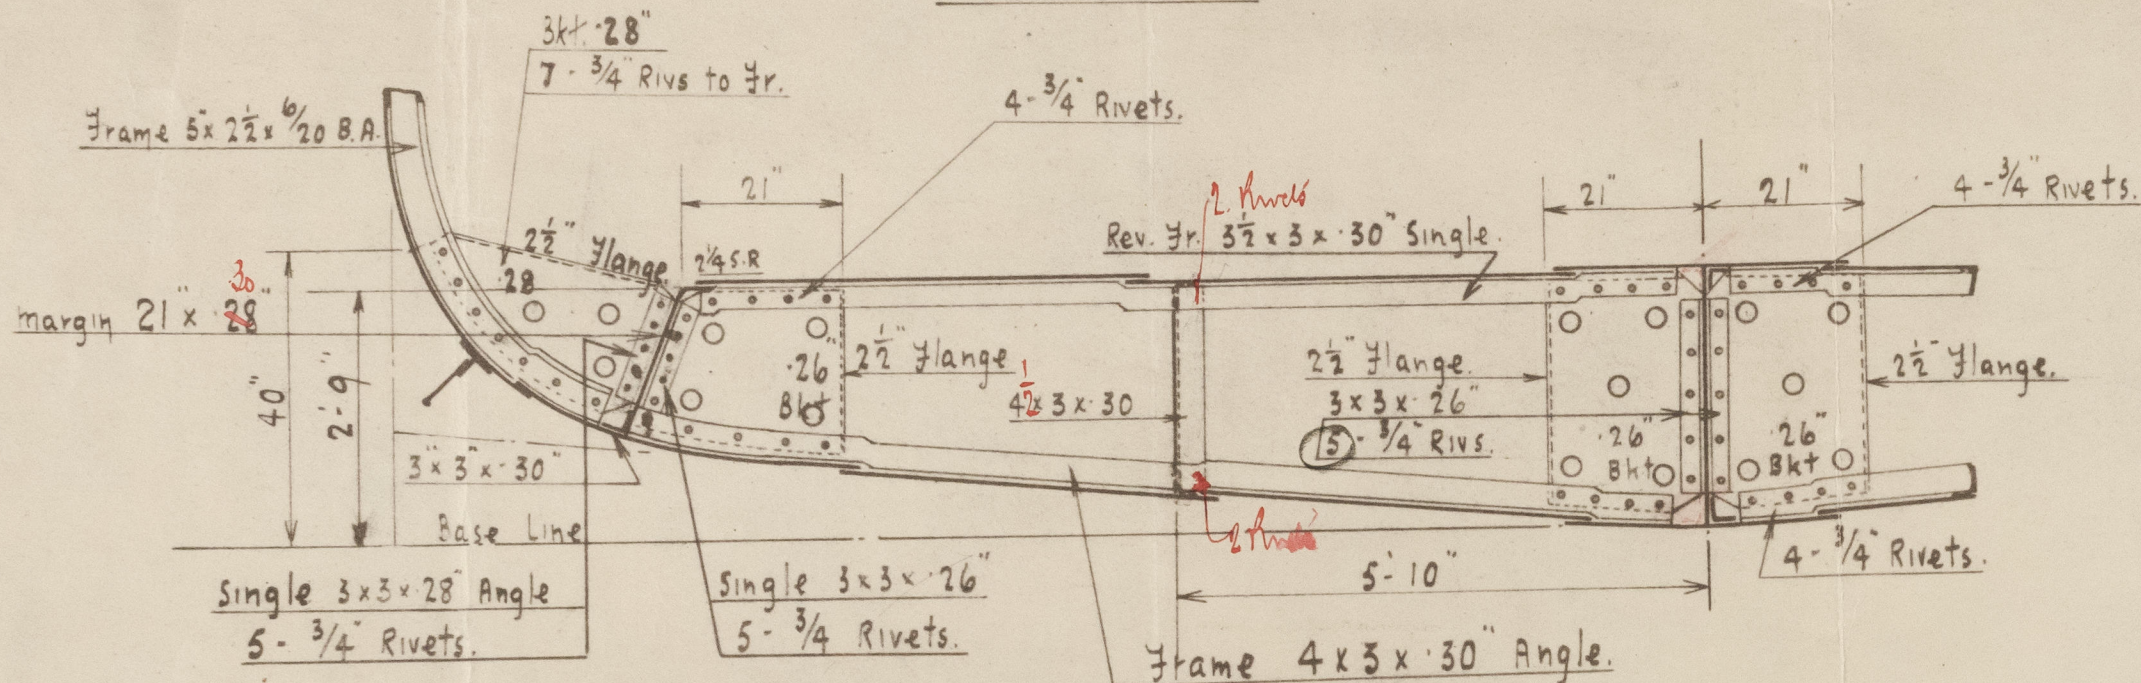 3kt. ·28"
7 - 3/4" Rivs to Fr.
Frame 5" x 2 1/2 x 6/20 B.A.
4 - 3/4" Rivets.
21"
2 1/2" Flange
·28
2 1/4 S.R
2.
Rev. Fr. 3 1/2 x 3 x ·30" Single.
21"
21"
4 - 3/4" Rivets.
30
margin 21" x ·28"
40"
2'- 9"
·26"
Bkt
2 1/2" Flange
4 1/2 x 3 x ·30
2 1/2" Flange.
3 x 3 x ·26"
5 - 3/4" Rivs.
·26"
Bkt
·26"
Bkt
2 1/2" Flange.
3" x 3" x ·30"
Base Line
2
5'- 10"
4 - 3/4" Rivets.
Single 3 x 3 x ·28" Angle
5 - 3/4" Rivets.
Single 3 x 3 x ·26"
5 - 3/4 Rivets.
Frame 4 x 3 x ·30" Angle.